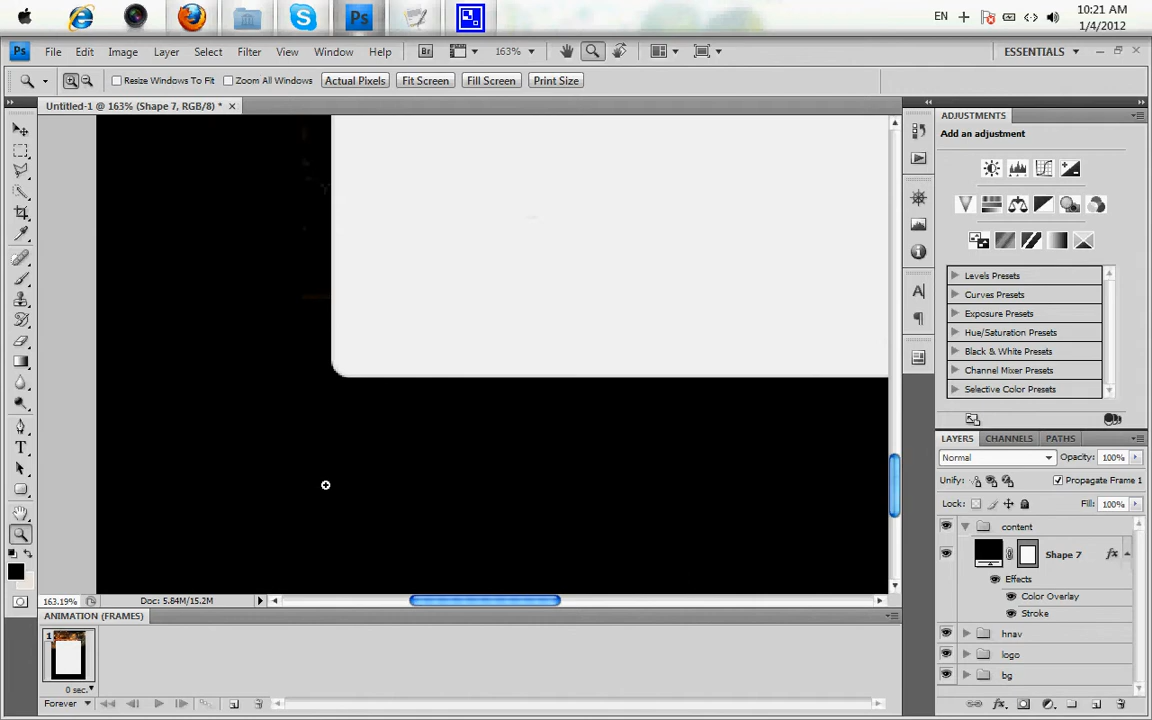 EN
10:21 AM
1/4/2012
Ps
Ps
File Edit Image Layer Select Filter View Window Help
Br
163%
ESSENTIALS
Resize Windows To Fit
Zoom All Windows
Actual Pixels
Fit Screen
Fill Screen
Print Size
Untitled-1 @ 163% (Shape 7, RGB/8) *
ADJUSTMENTS
Add an adjustment
Levels Presets
Curves Presets
Exposure Presets
Hue/Saturation Presets
Black & White Presets
Channel Mixer Presets
Selective Color Presets
LAYERS CHANNELS PATHS
Normal
Opacity: 100%
Unify:
Propagate Frame 1
Lock:
Fill: 100%
content
Shape 7
fx
Effects
Color Overlay
Stroke
hnav
logo
bg
163.19%
Doc: 5.84M/15.2M
ANIMATION (FRAMES)
1
0 sec.
Forever